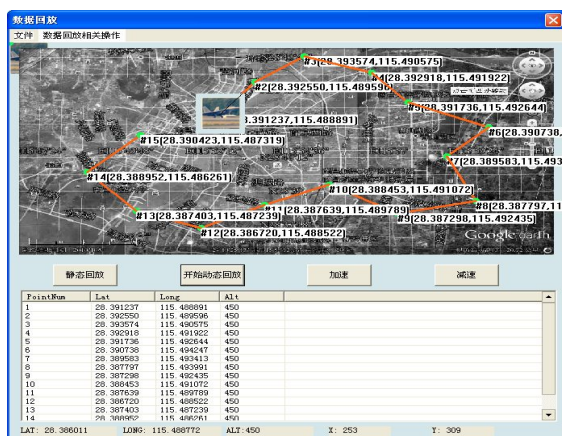 数据回放
文件 数据回放相关操作
#3[28.393574,115.490575]
#4[28.392918,115.491922]
#2[28.392550,115.489596]
#5[28.391736,115.492644]
3.391237,115.488891]
#6[28.390738,
#15[28.390423,115.487319]
#7[28.389583,115.493
#14[28.388952,115.486261]
#10[28.388453,115.491072]
#8[28.387797,11
#11[28.387639,115.489789]
#13[28.387403,115.487239]
#9[28.387298,115.492435]
#12[28.386720,115.488522]
Google earth
静态回放 开始动态回放 加速 减速
PointNum Lat Long Alt
1 28.391237 115.488891 450
2 28.392550 115.489596 450
3 28.393574 115.490575 450
4 28.392918 115.491922 450
5 28.391736 115.492644 450
6 28.390738 115.494247 450
7 28.389583 115.493413 450
8 28.387797 115.493991 450
9 28.387298 115.492435 450
10 28.388453 115.491072 450
11 28.387639 115.489789 450
12 28.386720 115.488522 450
13 28.387403 115.487239 450
14 28.388952 115.486261 450
LAT: 28.386011 LONG: 115.488772 ALT:450 X: 253 Y: 309